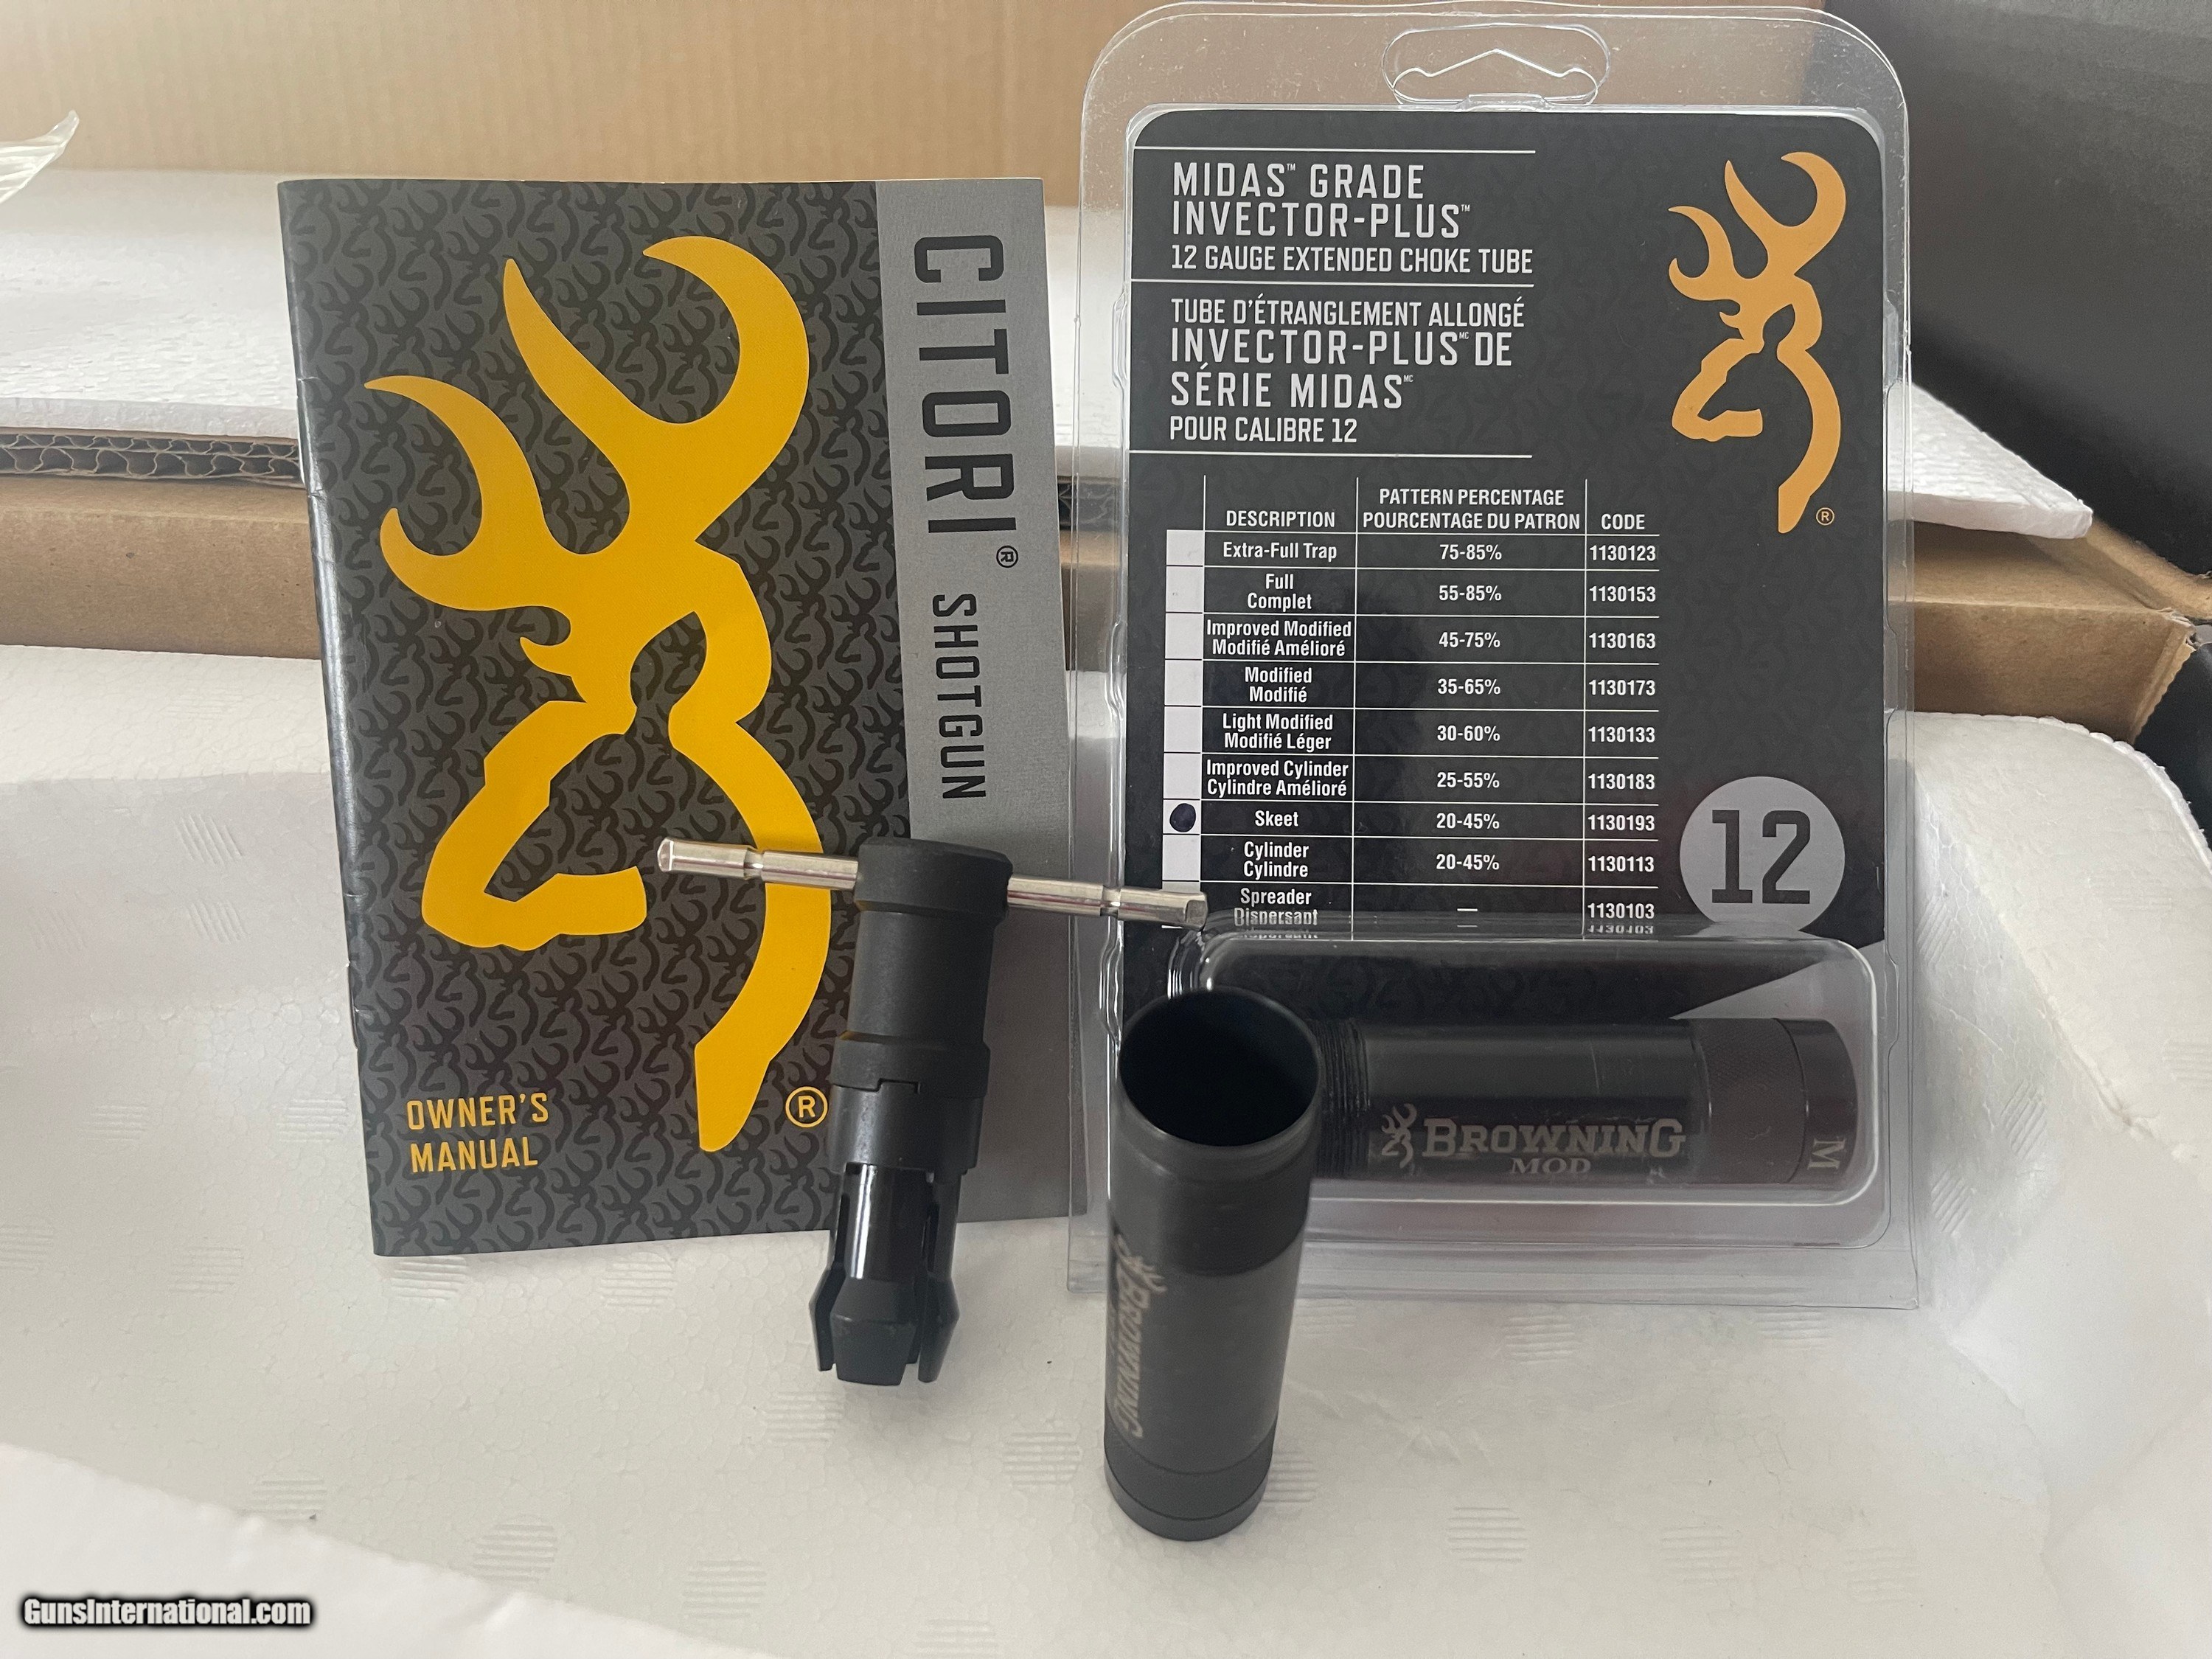 CITORI® SHOTGUN
OWNER'S
MANUAL
®
MIDAS™ GRADE
INVECTOR-PLUS™
12 GAUGE EXTENDED CHOKE TUBE
TUBE D'ÉTRANGLEMENT ALLONGÉ
INVECTOR-PLUS MC DE
SÉRIE MIDAS MC
POUR CALIBRE 12
®
PATTERN PERCENTAGE
DESCRIPTION POURCENTAGE DU PATRON CODE
Extra-Full Trap 75-85% 1130123
Full
Complet 55-85% 1130153
Improved Modified
Modifié Amélioré 45-75% 1130163
Modified
Modifié 35-65% 1130173
Light Modified
Modifié Léger 30-60% 1130133
Improved Cylinder
Cylindre Amélioré 25-55% 1130183
Skeet 20-45% 1130193
Cylinder
Cylindre 20-45% 1130113
Spreader
Dispersant — 1130103
12
BROWNING
MOD
M
BROWNING
GunsInternational.com